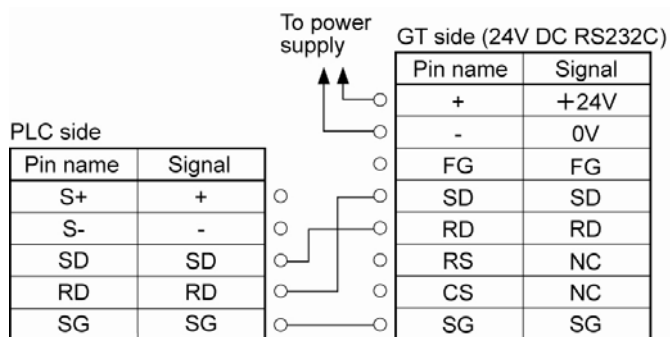 To power
supply
GT side (24V DC RS232C)
Pin name Signal
+ +24V
- 0V
FG FG
SD SD
RD RD
RS NC
CS NC
SG SG
PLC side
Pin name Signal
S+ +
S- -
SD SD
RD RD
SG SG